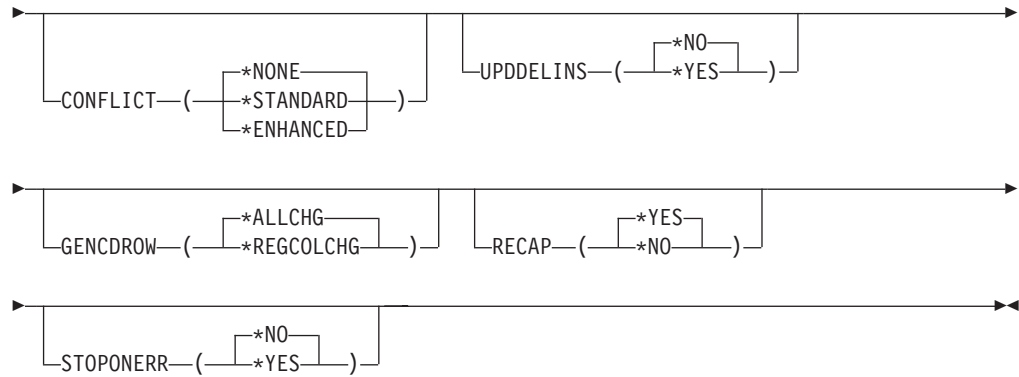 *NO
*NONE
UPDDELINS ( *YES )
CONFLICT ( *STANDARD )
*ENHANCED
*ALLCHG *YES
GENCDROW ( *REGCOLCHG ) RECAP ( *NO )
*NO
STOPONERR ( *YES )